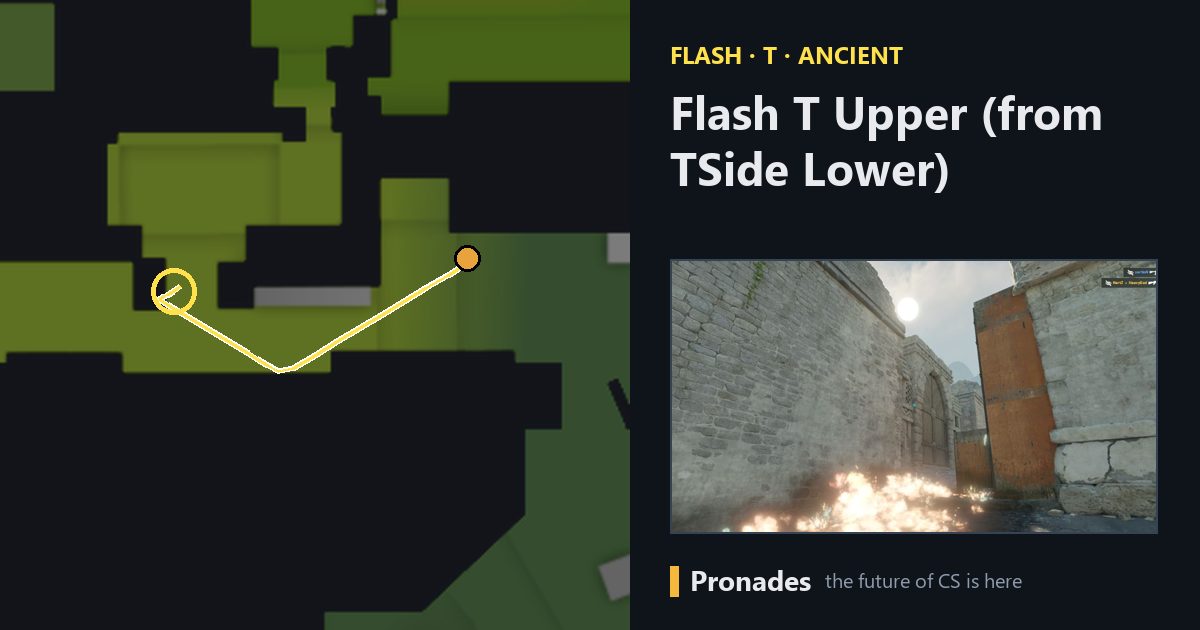 FLASH · T · ANCIENT
Flash T Upper (from
TSide Lower)
Pronades the future of CS is here